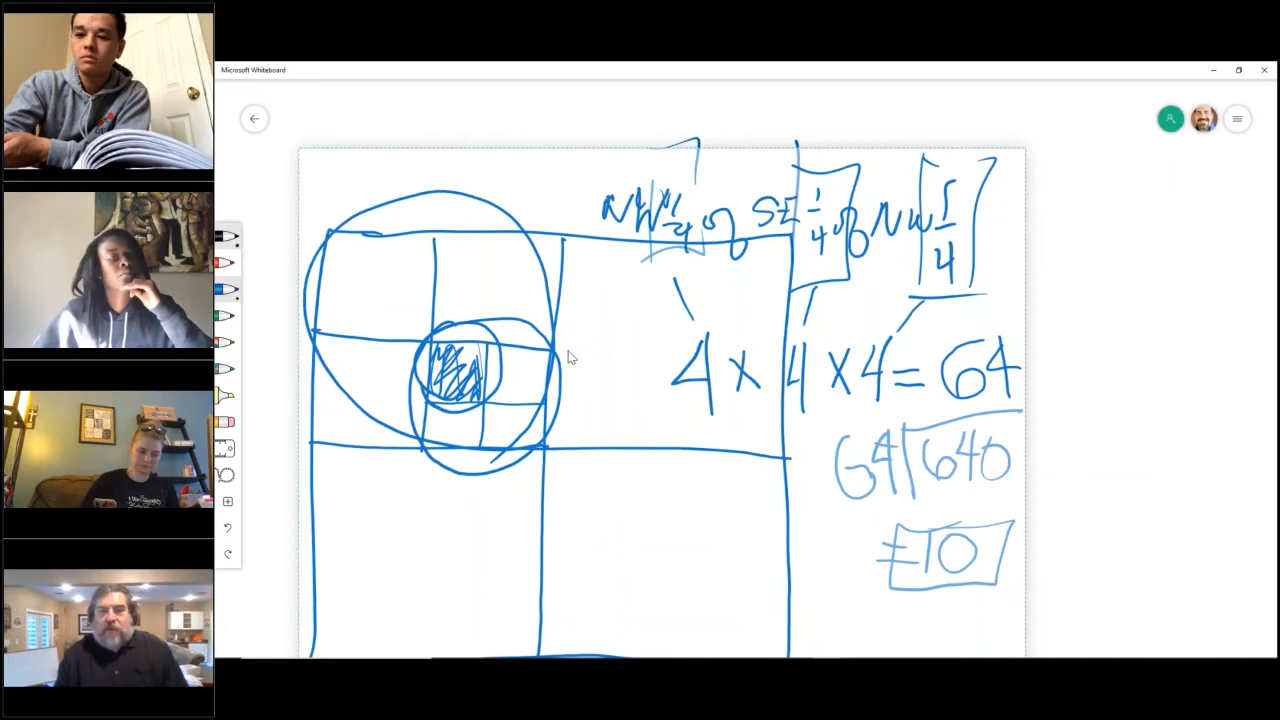 Microsoft Whiteboard
NW 1/4 of SE 1/4 of NW 1/4
4 x 4 x 4 = 64
64 640
= 10